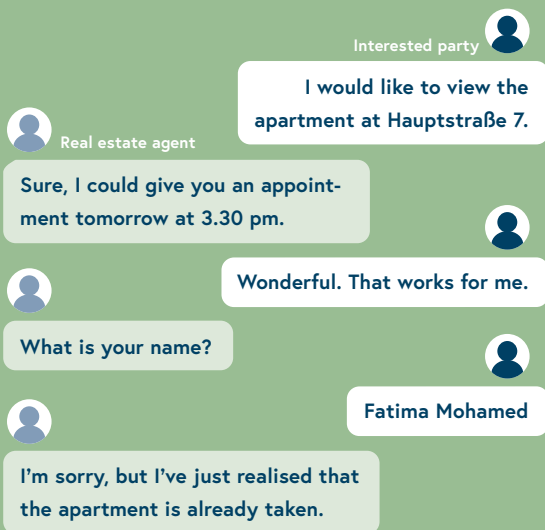 Interested party
I would like to view the
apartment at Hauptstraße 7.
Real estate agent
Sure, I could give you an appoint-
ment tomorrow at 3.30 pm.
Wonderful. That works for me.
What is your name?
Fatima Mohamed
I’m sorry, but I’ve just realised that
the apartment is already taken.